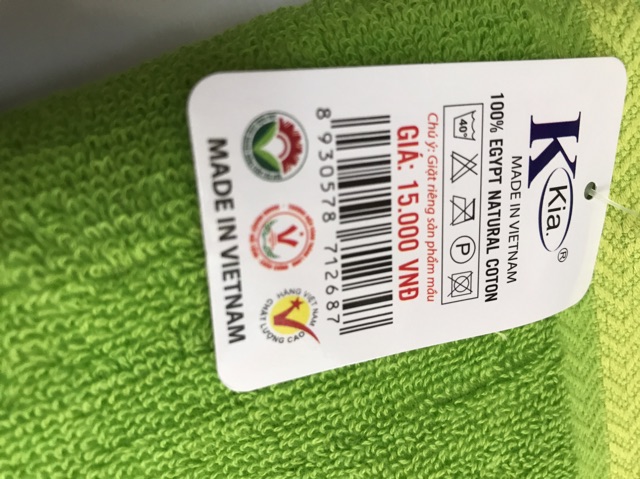 K
Kia.
®
MADE IN VIETNAM
100% EGYPT NATURAL COTON
40°
P
Chú ý: Giặt riêng sản phẩm mầu
GIÁ: 15.000 VNĐ
8 930578 712687
HÀNG VIỆT NAM
CHẤT LƯỢNG CAO
MADE IN VIETNAM